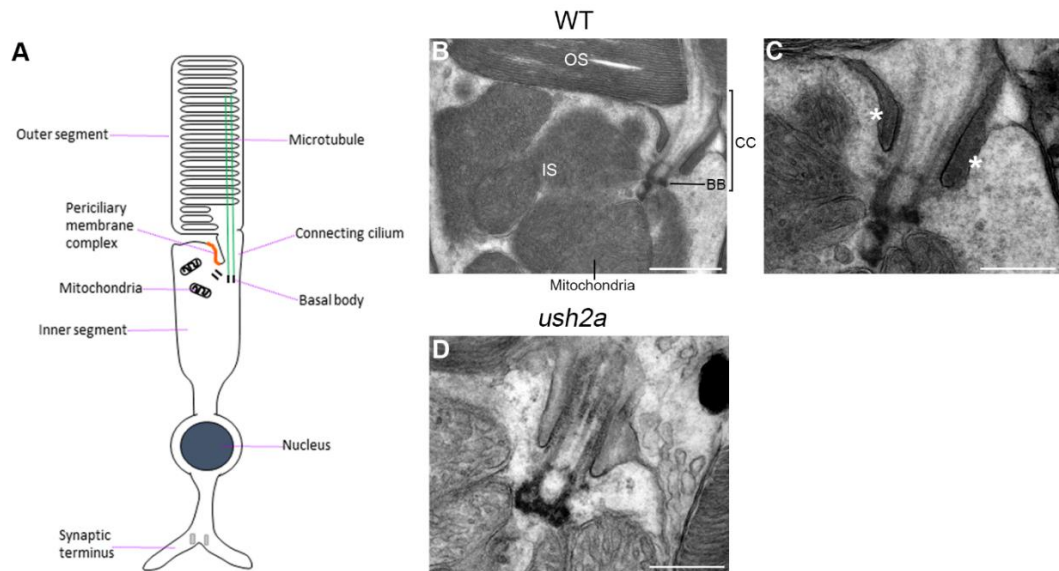 WT
A
B
C
OS
IS
CC
BB
Mitochondria
*
*
ush2a
D
Outer segment
Microtubule
Periciliary
membrane
complex
Connecting cilium
Mitochondria
Basal body
Inner segment
Nucleus
Synaptic
terminus